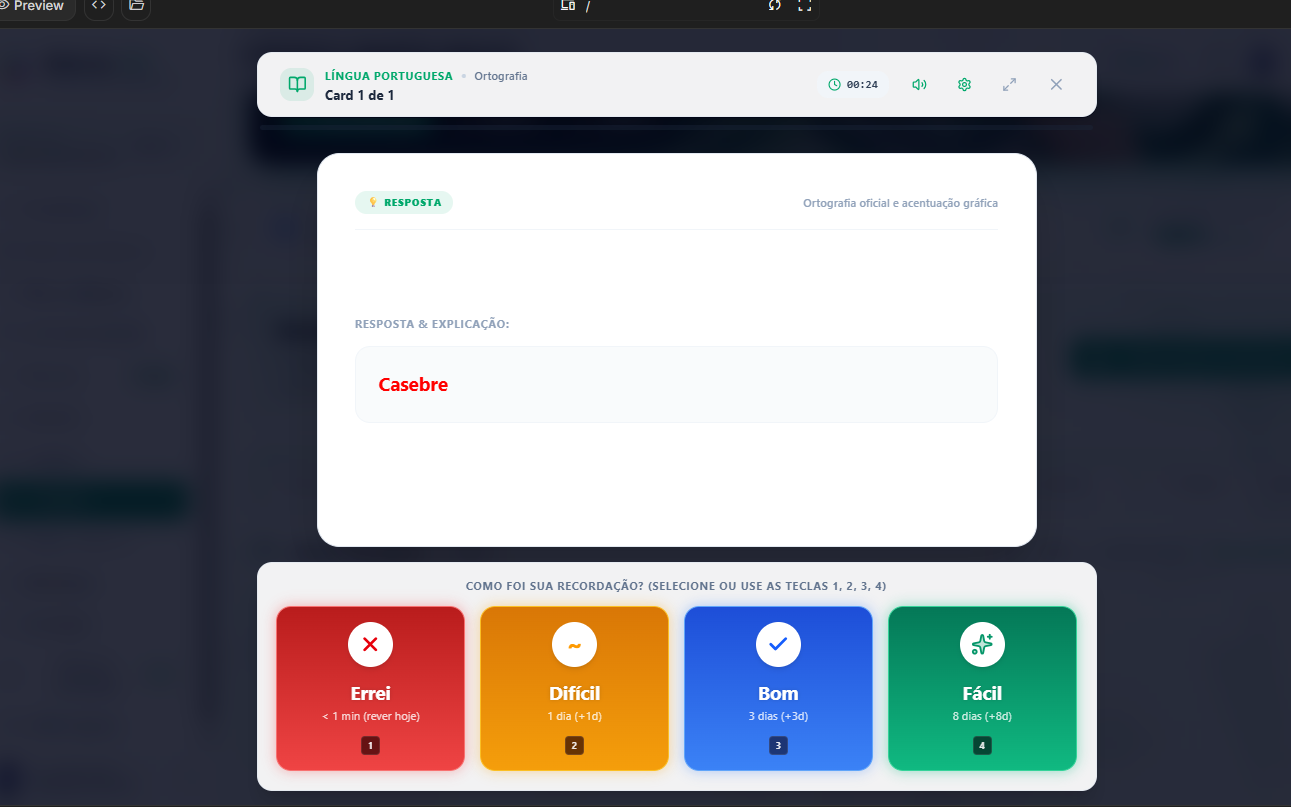 Preview
/
LÍNGUA PORTUGUESA • Ortografia
Card 1 de 1
00:24
RESPOSTA
Ortografia oficial e acentuação gráfica
RESPOSTA & EXPLICAÇÃO:
Casebre
COMO FOI SUA RECORDAÇÃO? (SELECIONE OU USE AS TECLAS 1, 2, 3, 4)
Errei
< 1 min (rever hoje)
1
~
Difícil
1 dia (+1d)
2
Bom
3 dias (+3d)
3
Fácil
8 dias (+8d)
4